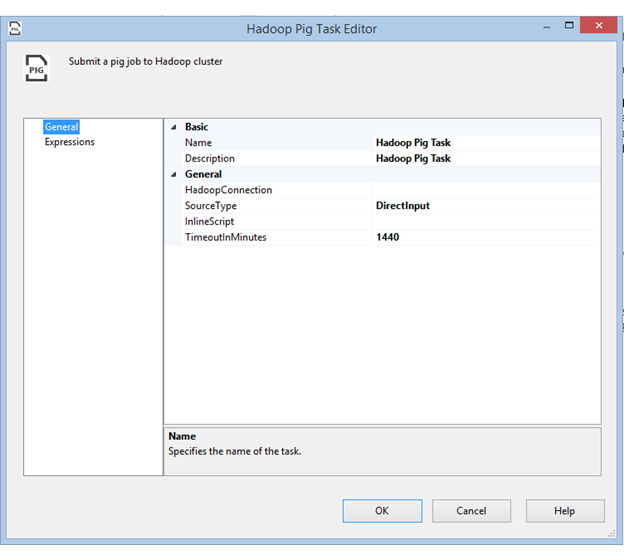 Hadoop Pig Task Editor
PIG
Submit a pig job to Hadoop cluster
General
Expressions
Basic
Name Hadoop Pig Task
Description Hadoop Pig Task
General
HadoopConnection
SourceType DirectInput
InlineScript
TimeoutInMinutes 1440
Name
Specifies the name of the task.
OK Cancel Help